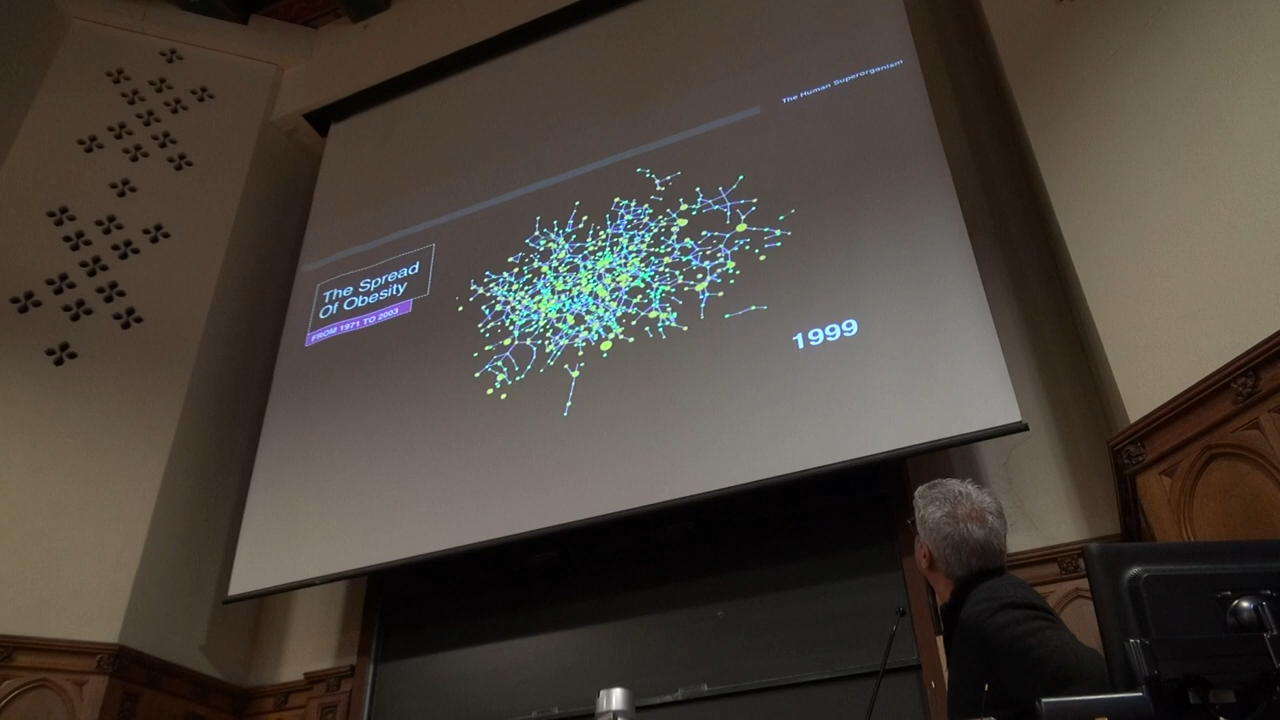 The Human Superorganism
The Spread
Of Obesity
FROM 1971 TO 2003
1999